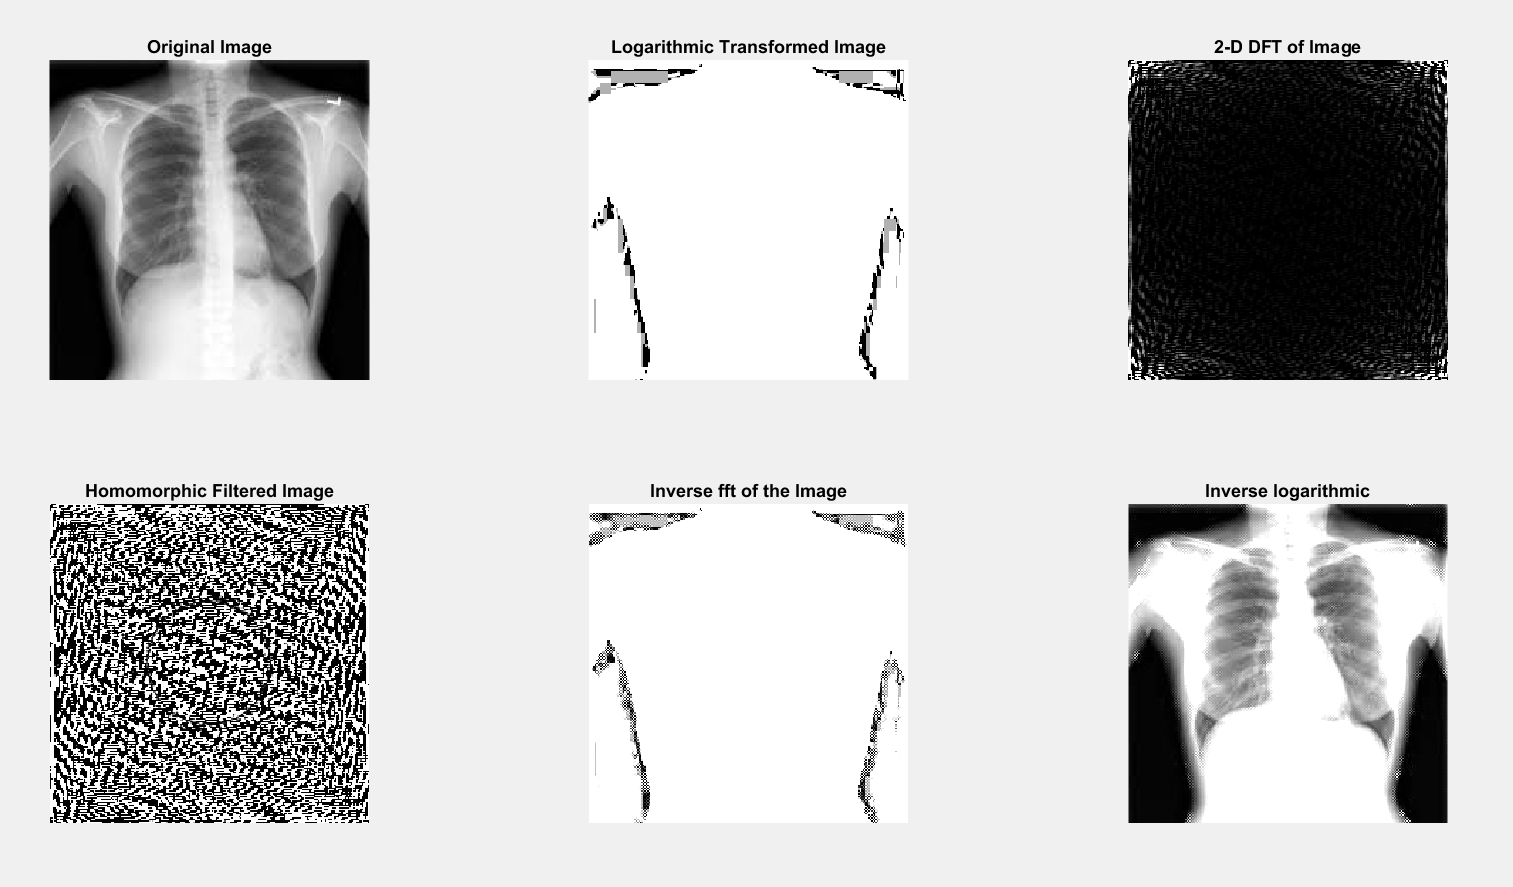 Original Image
Logarithmic Transformed Image
2-D DFT of Image
L
Homomorphic Filtered Image
Inverse fft of the Image
Inverse logarithmic